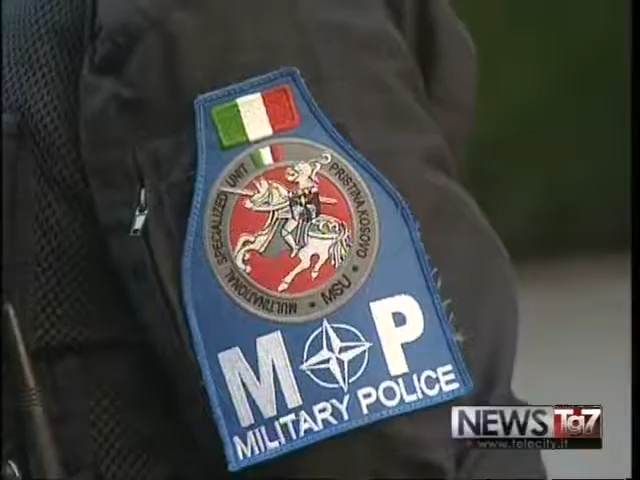 MULTINATIONAL SPECIALIZED UNIT
PRISTINA KOSOVO
MSU
M P
MILITARY POLICE
NEWS Tg7
www.telecity.it